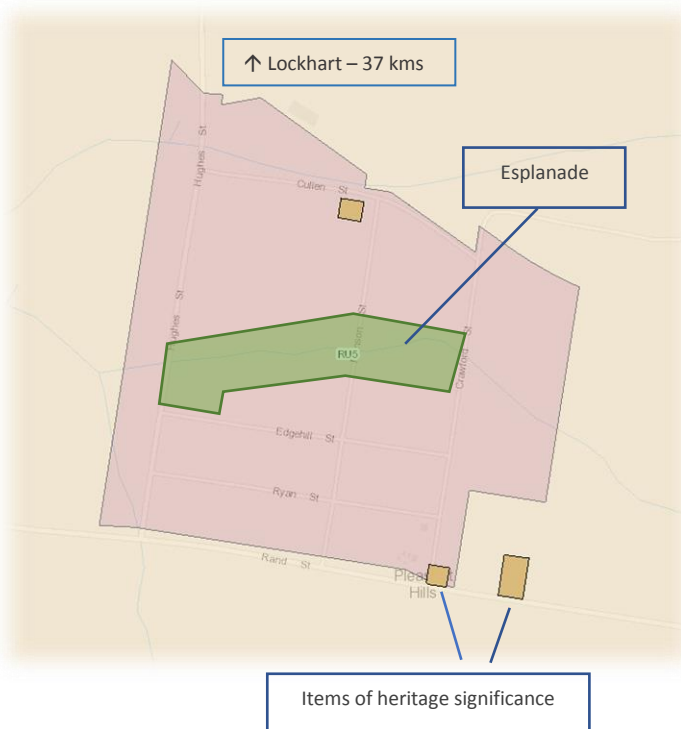 ↑ Lockhart – 37 kms
Hughes St
Cullen St
Esplanade
Hughes St
RU5
Crawford St
Edgehill St
Ryan St
Rand St
Hills
Items of heritage significance